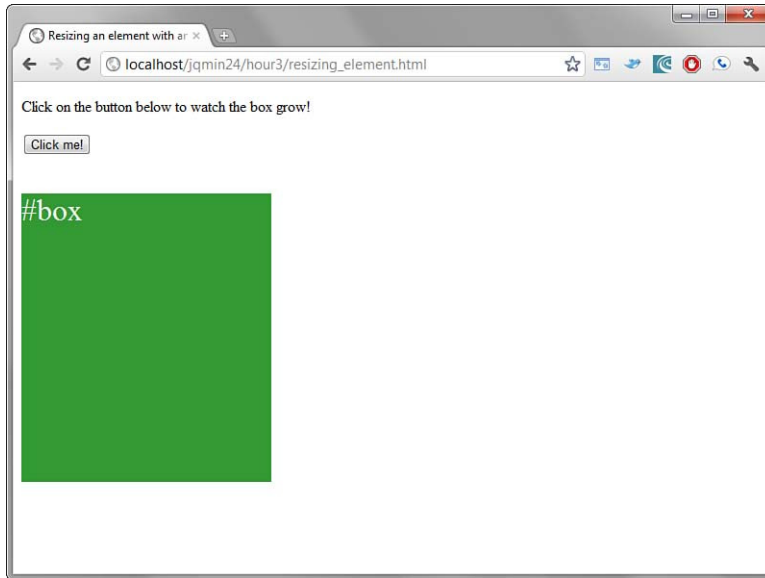 Resizing an element with ar
localhost/jqmin24/hour3/resizing_element.html
Click on the button below to watch the box grow!
Click me!
#box